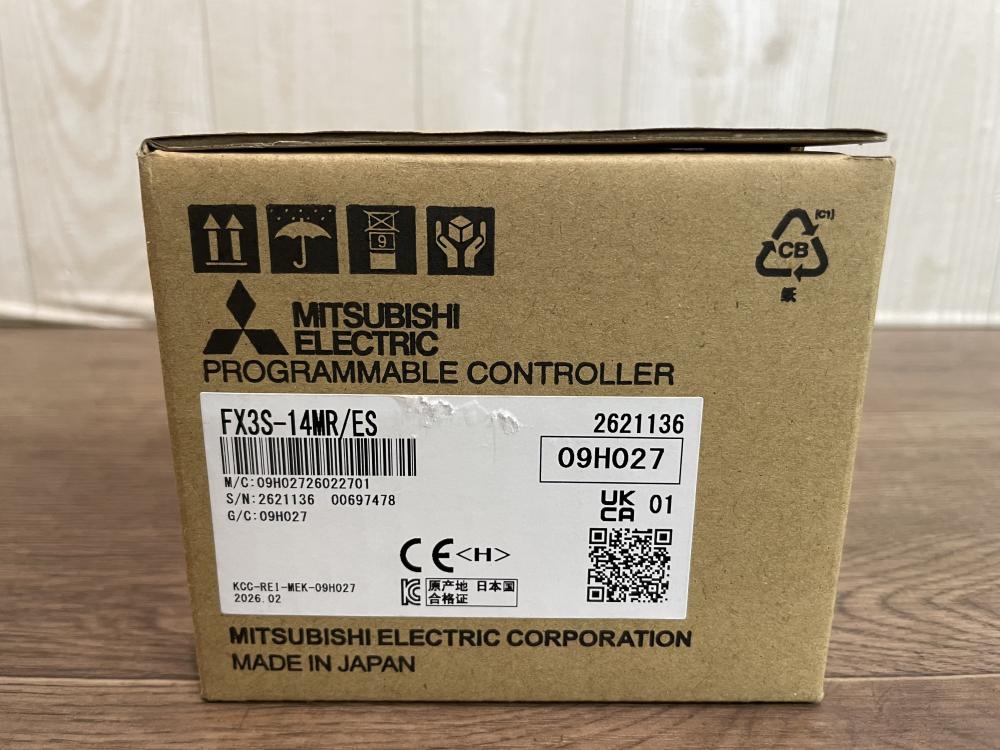 9
CB
[C1]
紙
MITSUBISHI
ELECTRIC
PROGRAMMABLE CONTROLLER
FX3S-14MR/ES
2621136
09H027
M/C:09H02726022701
S/N:2621136 00697478
G/C:09H027
UK
CA 01
CE <H>
KCC-REI-MEK-09H027
2026.02
原产地 日本国
合格证
MITSUBISHI ELECTRIC CORPORATION
MADE IN JAPAN